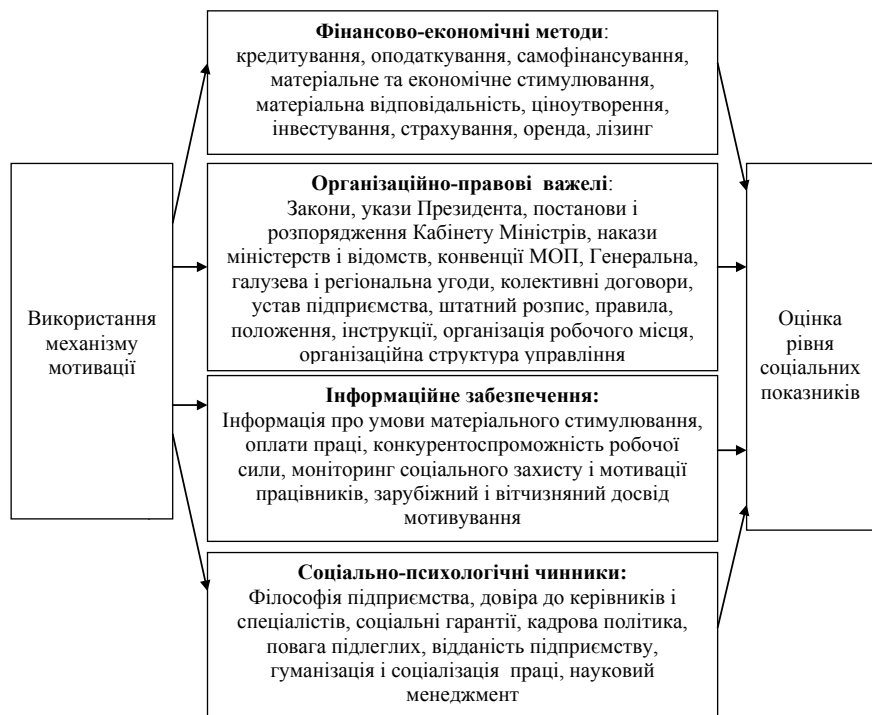 Фінансово-економічні методи:
кредитування, оподаткування, самофінансування,
матеріальне та економічне стимулювання,
матеріальна відповідальність, ціноутворення,
інвестування, страхування, оренда, лізинг
Використання
механізму
мотивації
Організаційно-правові важелі:
Закони, укази Президента, постанови і
розпорядження Кабінету Міністрів, накази
міністерств і відомств, конвенції МОП, Генеральна,
галузева і регіональна угоди, колективні договори,
устав підприємства, штатний розпис, правила,
положення, інструкції, організація робочого місця,
організаційна структура управління
Інформаційне забезпечення:
Інформація про умови матеріального стимулювання,
оплати праці, конкурентоспроможність робочої
сили, моніторинг соціального захисту і мотивації
працівників, зарубіжний і вітчизняний досвід
мотивування
Соціально-психологічні чинники:
Філософія підприємства, довіра до керівників і
спеціалістів, соціальні гарантії, кадрова політика,
повага підлеглих, відданість підприємству,
гуманізація і соціалізація праці, науковий
менеджмент
Оцінка
рівня
соціальних
показників